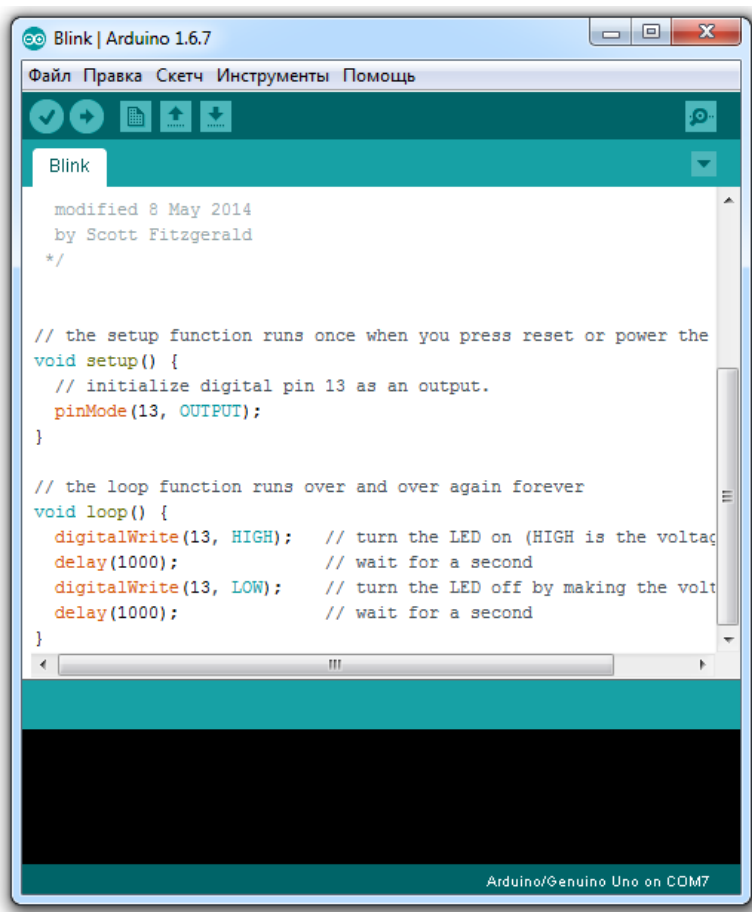 Blink | Arduino 1.6.7
Файл Правка Скетч Инструменты Помощь
Blink
modified 8 May 2014
by Scott Fitzgerald
*/
// the setup function runs once when you press reset or power the
void setup() {
// initialize digital pin 13 as an output.
pinMode(13, OUTPUT);
}
// the loop function runs over and over again forever
void loop() {
digitalWrite(13, HIGH);   // turn the LED on (HIGH is the voltag
delay(1000);              // wait for a second
digitalWrite(13, LOW);    // turn the LED off by making the volt
delay(1000);              // wait for a second
}
Arduino/Genuino Uno on COM7